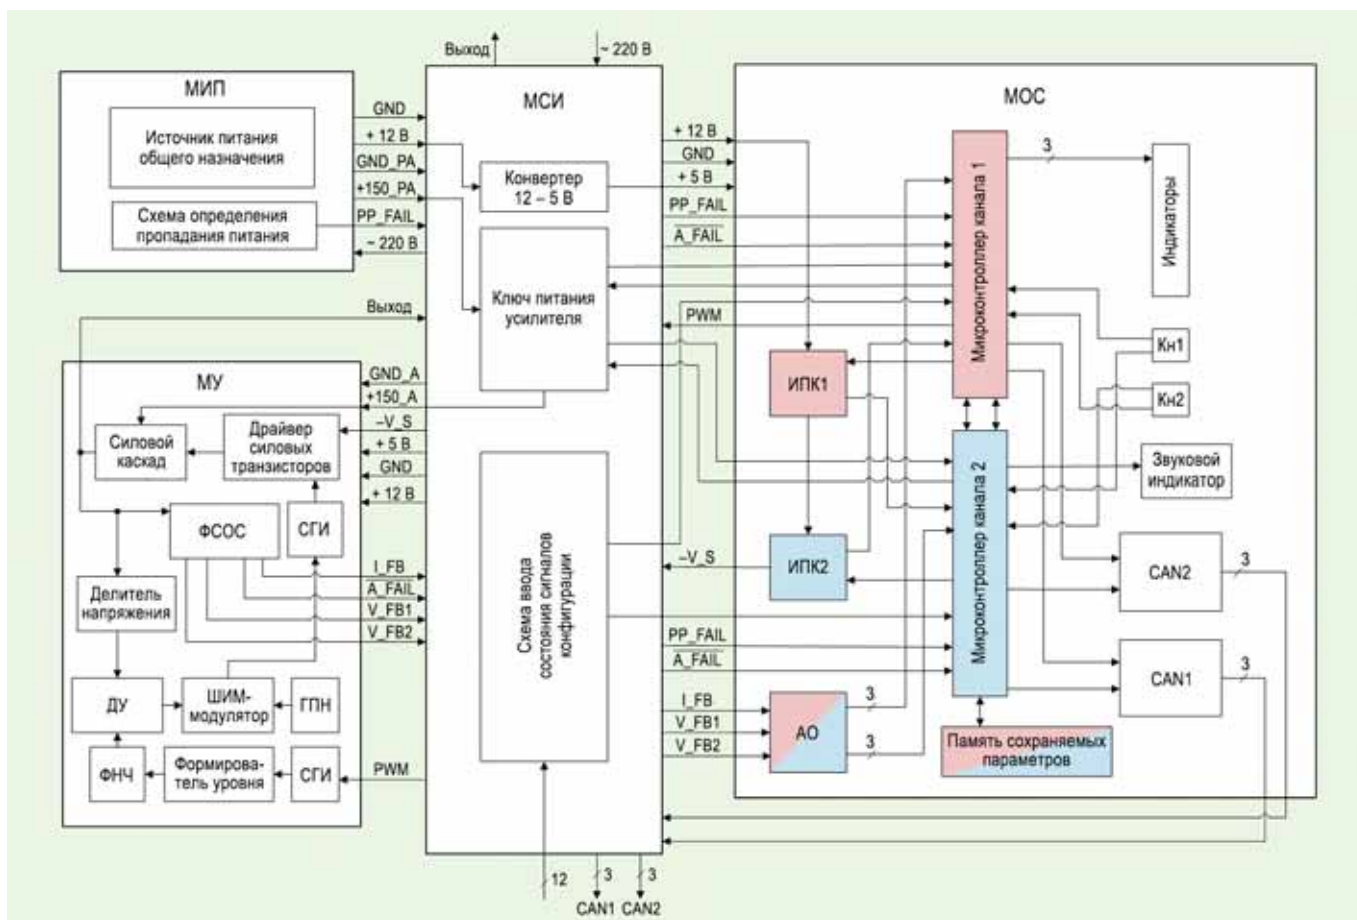 Выход
~ 220 В
МИП
Источник питания
общего назначения
Схема определения
пропадания питания
GND
+ 12 В
GND_PA
+150_PA
PP_FAIL
~ 220 В
Выход
МСИ
Конвертер
12 – 5 В
Ключ питания
усилителя
Схема ввода
состояния сигналов
конфигурации
12
3
3
CAN1
CAN2
МУ
GND_A
+150_A
–V_S
+ 5 В
GND
+ 12 В
Силовой
каскад
Драйвер
силовых
транзисторов
ФСОС
СГИ
I_FB
A_FAIL
V_FB1
V_FB2
Делитель
напряжения
ДУ
ШИМ-
модулятор
ГПН
ФНЧ
Формирова-
тель уровня
СГИ
PWM
МОС
+ 12 В
GND
+ 5 В
PP_FAIL
A_FAIL
PWM
–V_S
PP_FAIL
A_FAIL
I_FB
V_FB1
V_FB2
Микроконтроллер канала 1
3
Индикаторы
Кн1
Кн2
ИПК1
Микроконтроллер канала 2
Звуковой
индикатор
ИПК2
CAN2
3
CAN1
3
АО
3
3
Память сохраняемых
параметров